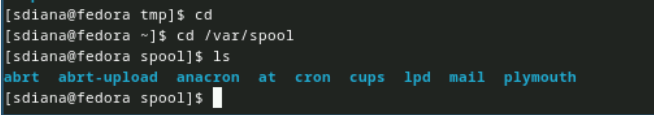 [sdiana@fedora tmp]$ cd
[sdiana@fedora ~]$ cd /var/spool
[sdiana@fedora spool]$ ls
abrt abrt-upload anacron at cron cups lpd mail plymouth
[sdiana@fedora spool]$